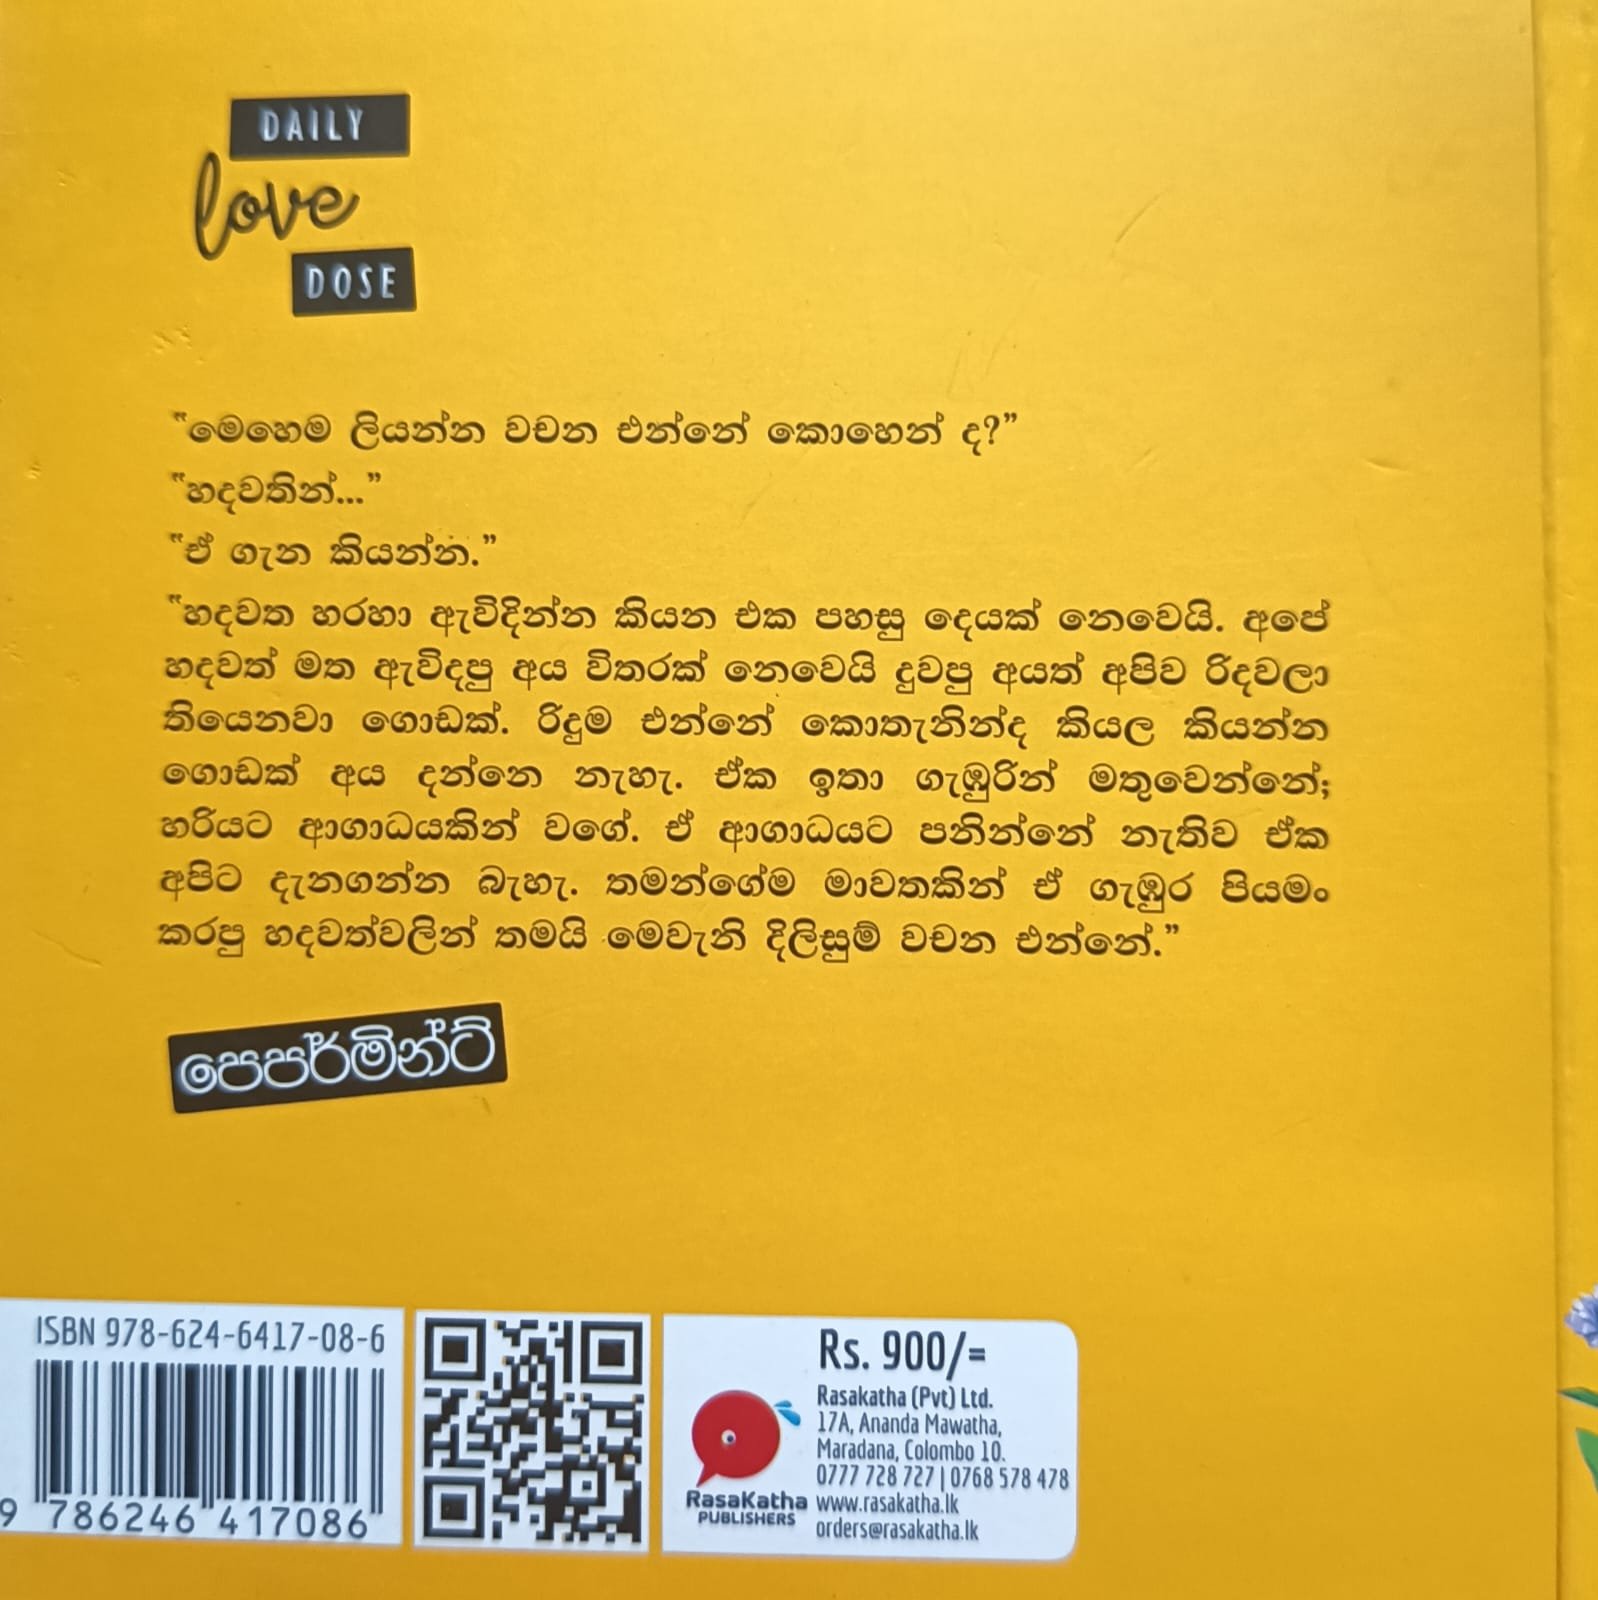 DAILY
love
DOSE
“මෙහෙම ලියන්න වචන එන්නේ කොහෙන් ද?”
“හදවතින්...”
“ඒ ගැන කියන්න.”
“හදවත හරහා ඇවිදින්න කියන එක පහසු දෙයක් නෙවෙයි. අපේ
හදවත් මත ඇවිදපු අය විතරක් නෙවෙයි දුවපු අයත් අපිව රිදවලා
තියෙනවා ගොඩක්. රිදුම එන්නේ කොතැනින්ද කියල කියන්න
ගොඩක් අය දන්නෙ නැහැ. ඒක ඉතා ගැඹුරින් මතුවෙන්නේ;
හරියට ආගාධයකින් වගේ. ඒ ආගාධයට පනින්නේ නැතිව ඒක
අපිට දැනගන්න බැහැ. තමන්ගේම මාවතකින් ඒ ගැඹුර පියමං
කරපු හදවත්වලින් තමයි මෙවැනි දිලිසුම් වචන එන්නේ.”
පෙපර්මින්ට්
ISBN 978-624-6417-08-6
9 786246 417086
Rs. 900/=
Rasakatha (Pvt) Ltd.
17A, Ananda Mawatha,
Maradana, Colombo 10.
0777 728 727 | 0768 578 478
www.rasakatha.lk
orders@rasakatha.lk
RasaKatha
PUBLISHERS